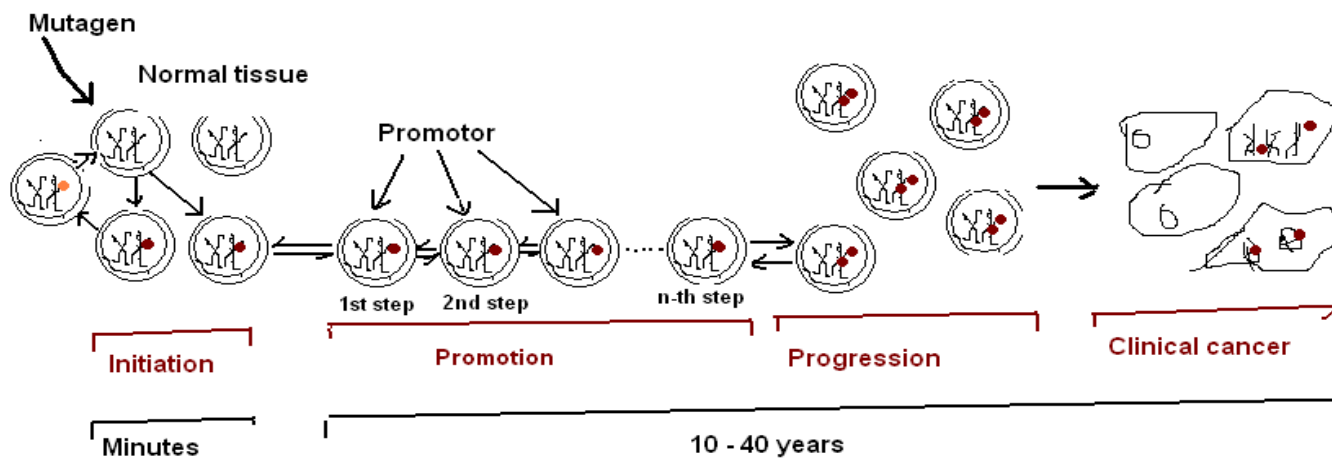 Mutagen
Normal tissue
Promotor
1st step
2nd step
n-th step
Initiation
Promotion
Progression
Clinical cancer
Minutes
10 - 40 years